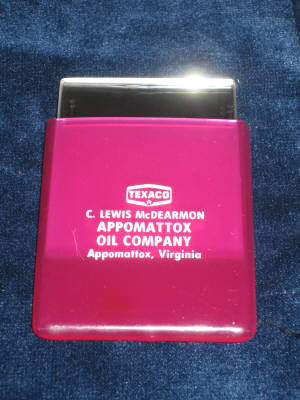 TEXACO
C. LEWIS McDEARMON
APPOMATTOX
OIL COMPANY
Appomattox, Virginia